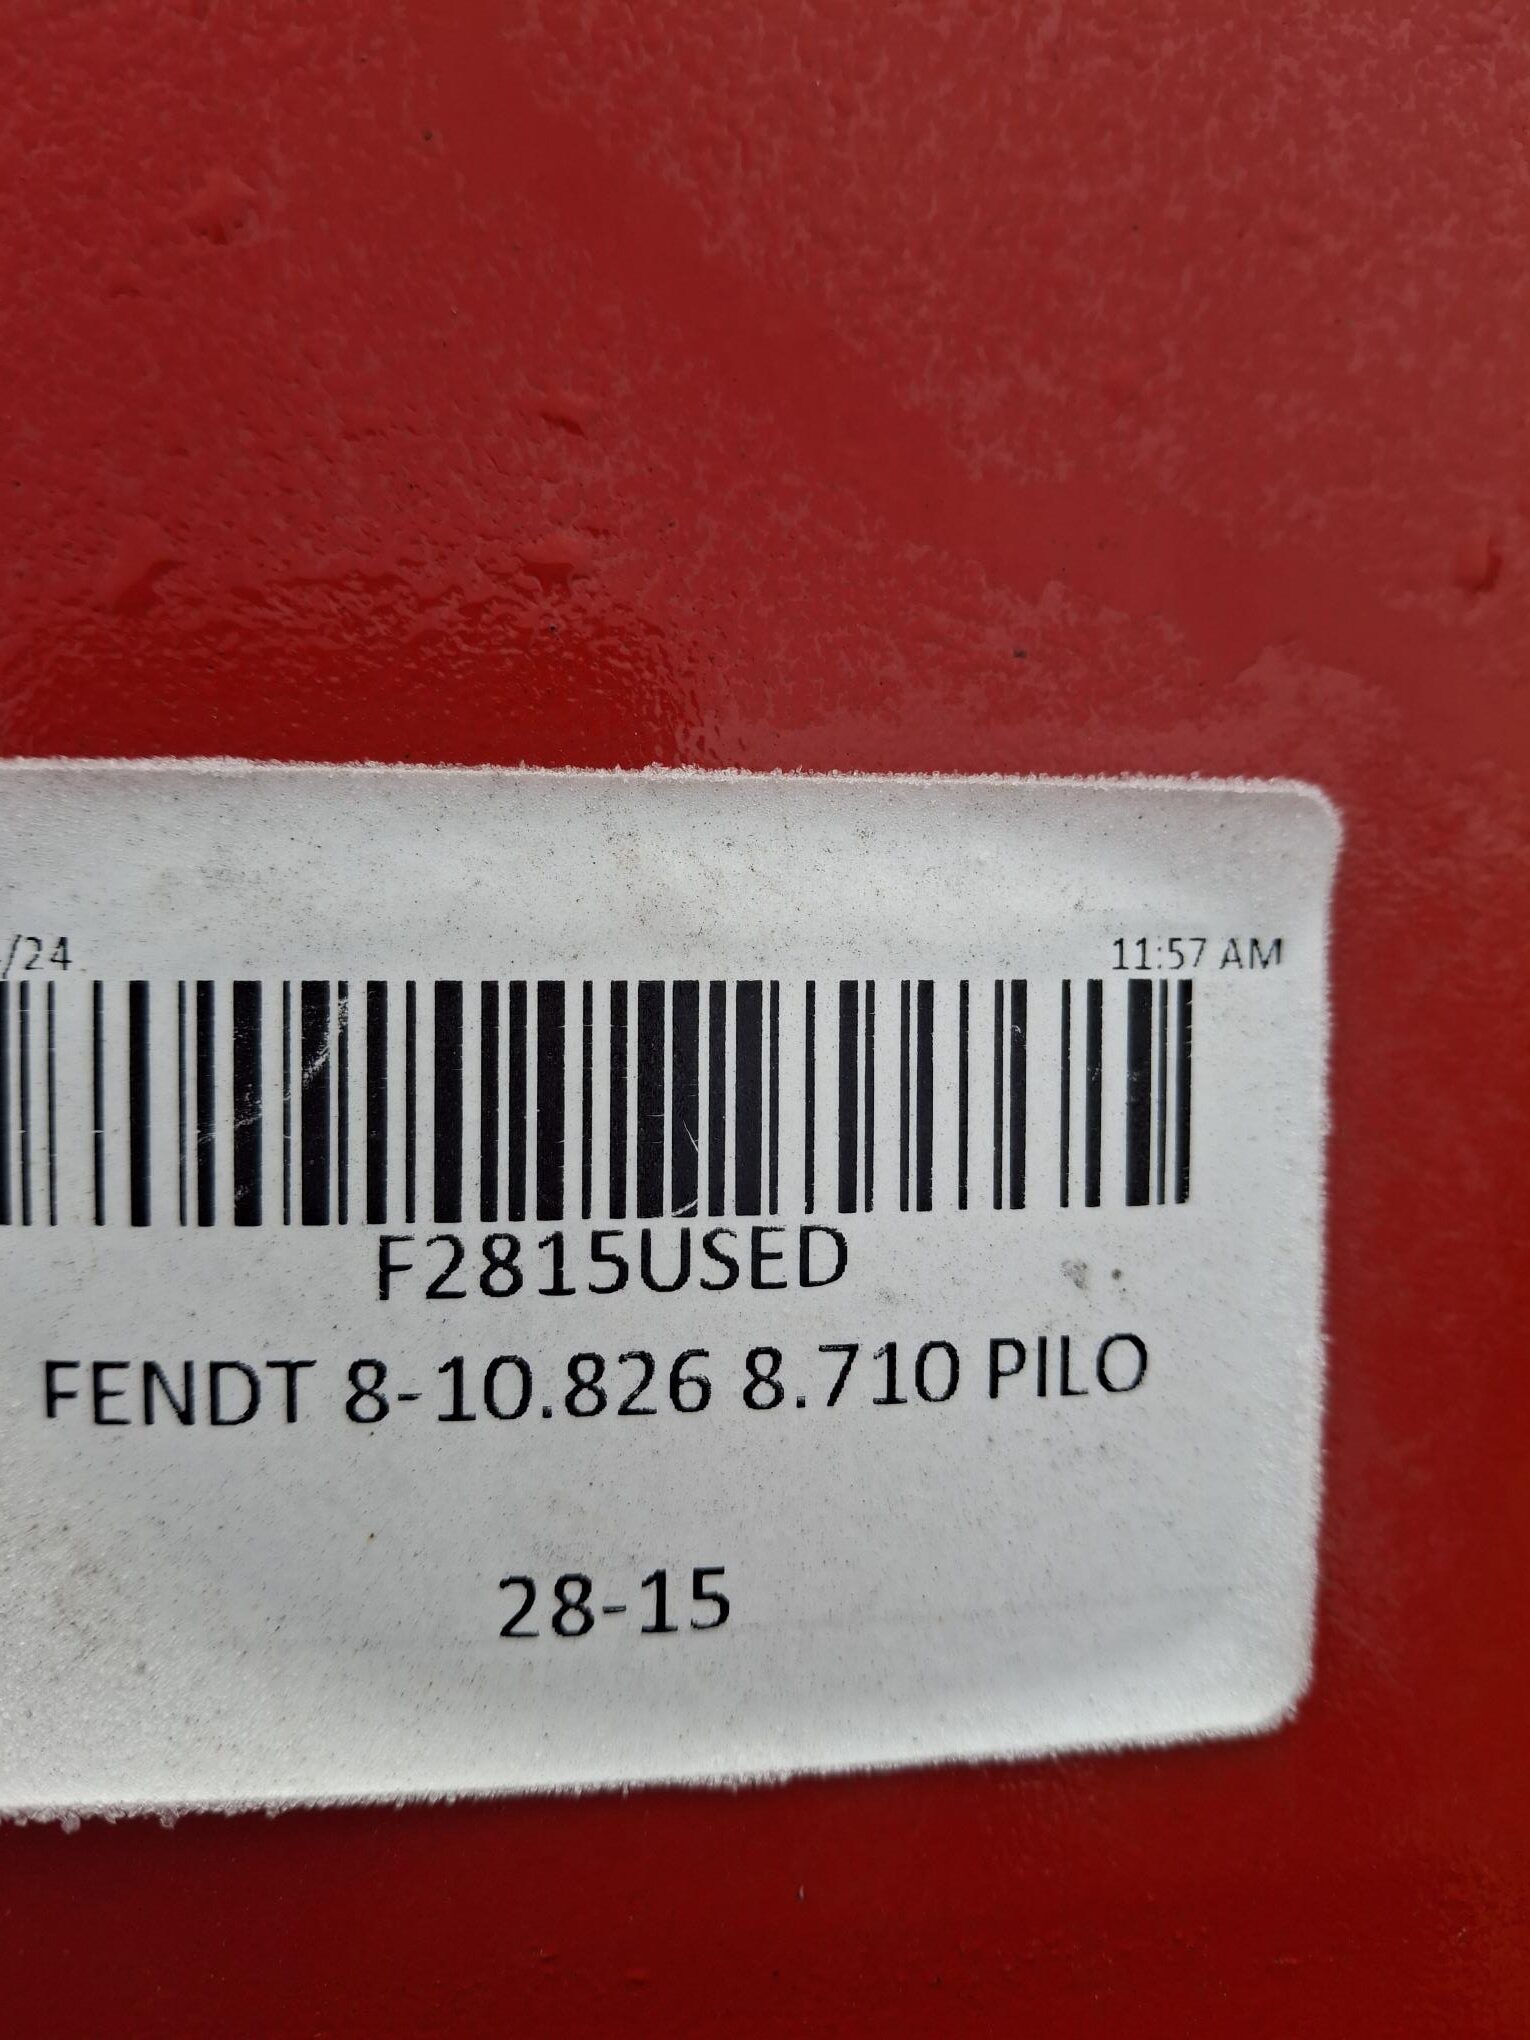 /24 11:57 AM
F2815USED
FENDT 8-10.826 8.710 PILO
28-15